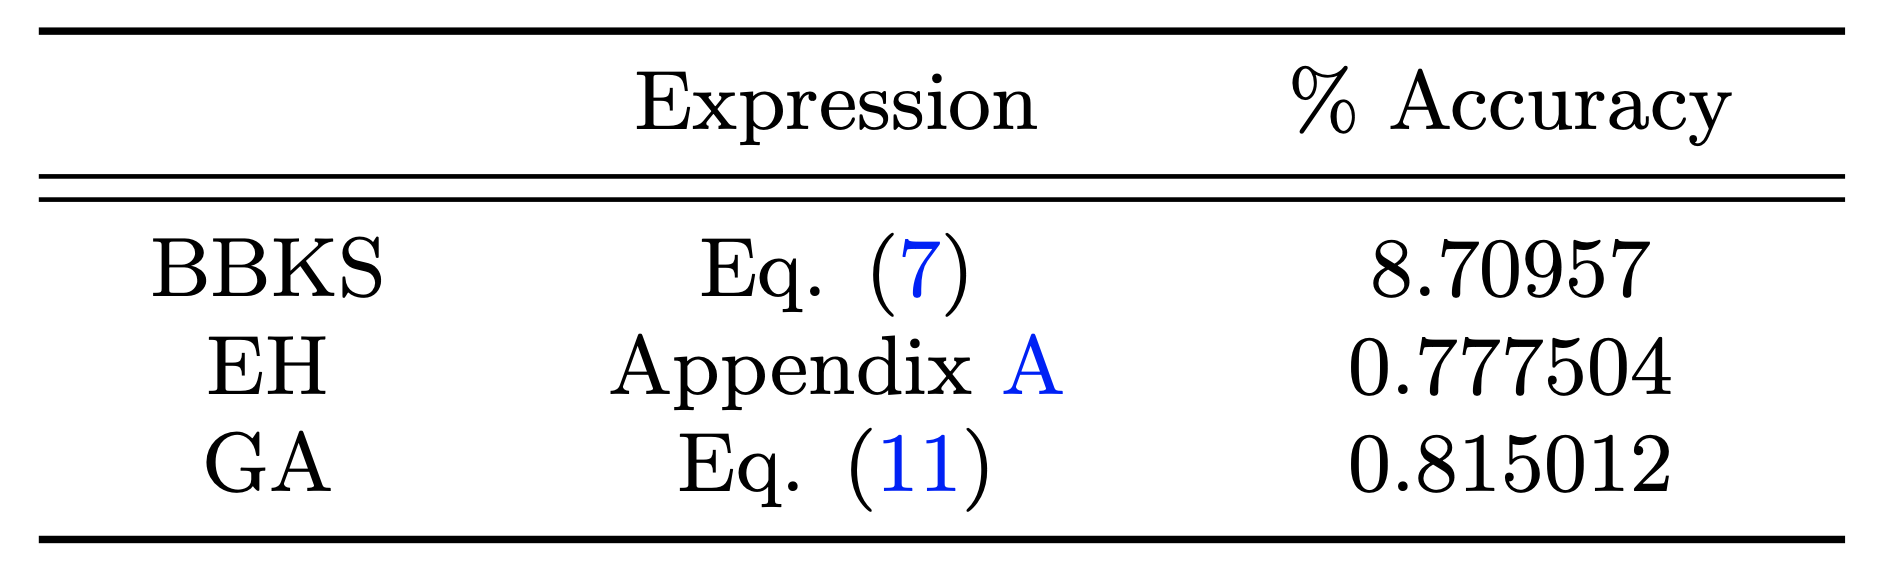 Expression % Accuracy
BBKS Eq. (7) 8.70957
EH Appendix A 0.777504
GA Eq. (11) 0.815012